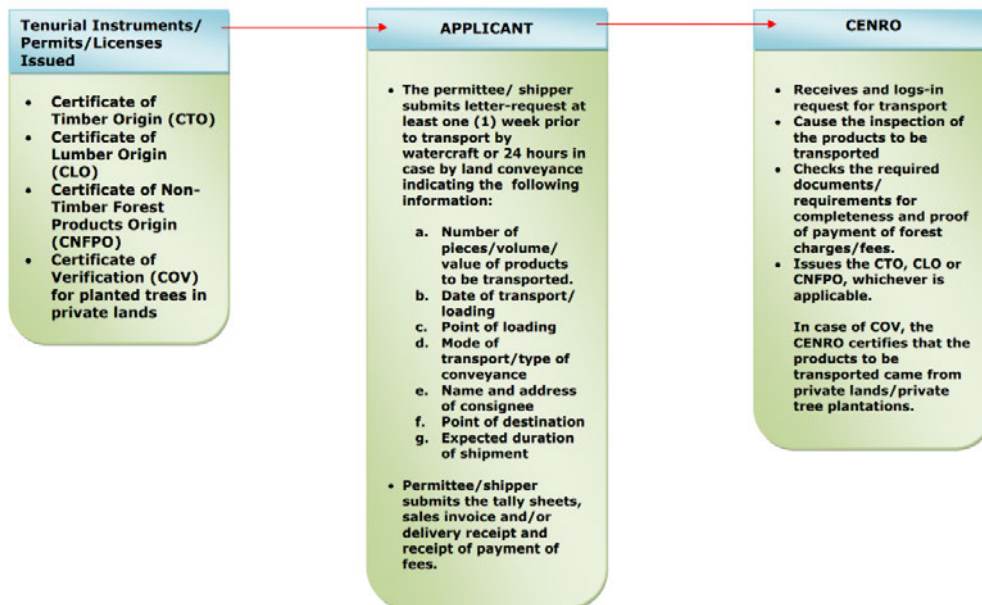 Tenurial Instruments/
Permits/Licenses
Issued
• Certificate of
Timber Origin (CTO)
• Certificate of
Lumber Origin
(CLO)
• Certificate of Non-
Timber Forest
Products Origin
(CNFPO)
• Certificate of
Verification (COV)
for planted trees in
private lands
APPLICANT
• The permittee/ shipper
submits letter-request at
least one (1) week prior
to transport by
watercraft or 24 hours in
case by land conveyance
indicating the following
information:
a. Number of
pieces/volume/
value of products
to be transported.
b. Date of transport/
loading
c. Point of loading
d. Mode of
transport/type of
conveyance
e. Name and address
of consignee
f. Point of destination
g. Expected duration
of shipment
• Permittee/shipper
submits the tally sheets,
sales invoice and/or
delivery receipt and
receipt of payment of
fees.
CENRO
• Receives and logs-in
request for transport
• Cause the inspection of
the products to be
transported
• Checks the required
documents/
requirements for
completeness and proof
of payment of forest
charges/fees.
• Issues the CTO, CLO or
CNFPO, whichever is
applicable.
In case of COV, the
CENRO certifies that the
products to be
transported came from
private lands/private
tree plantations.